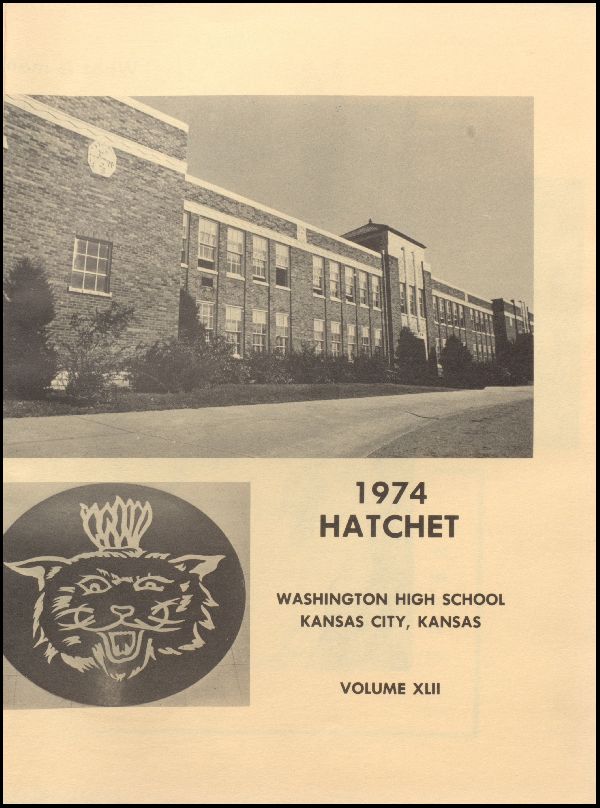 1974
HATCHET
WASHINGTON HIGH SCHOOL
KANSAS CITY, KANSAS
VOLUME XLII